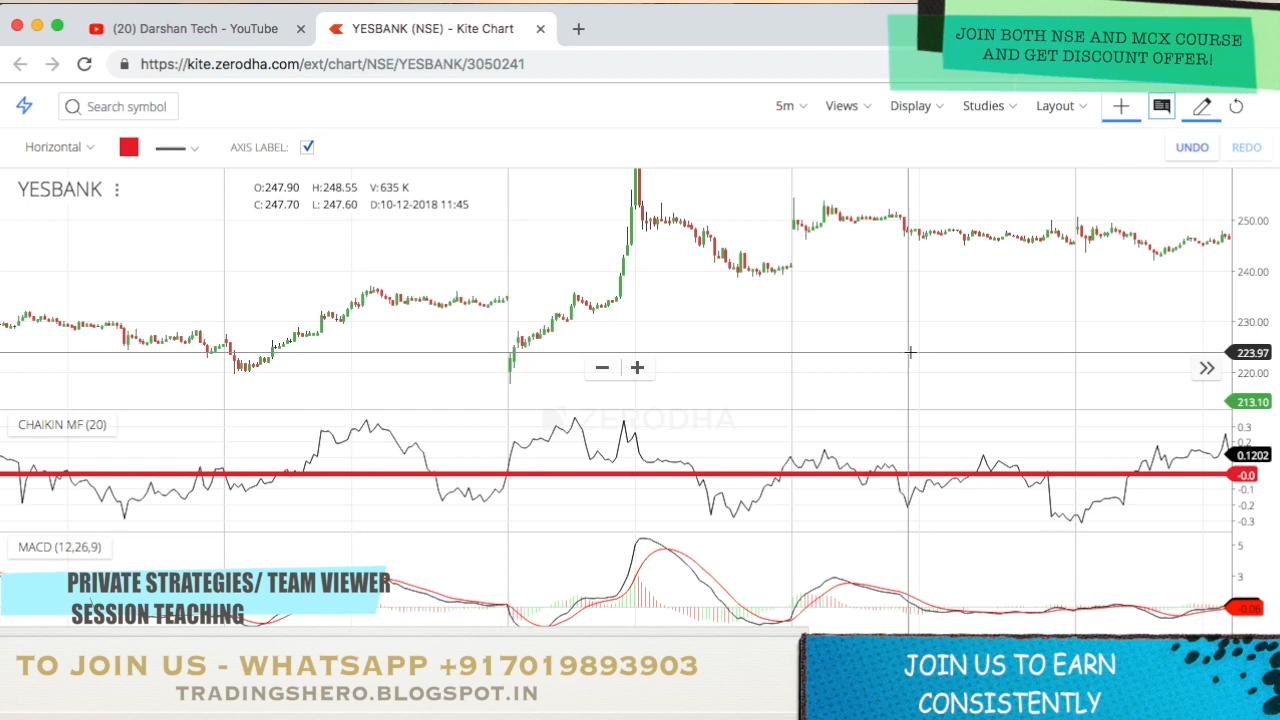 (20) Darshan Tech - YouTube
YESBANK (NSE) - Kite Chart
JOIN BOTH NSE AND MCX COURSE
AND GET DISCOUNT OFFER!
https://kite.zerodha.com/ext/chart/NSE/YESBANK/3050241
Search symbol
5m
Views
Display
Studies
Layout
Horizontal
AXIS LABEL:
UNDO
REDO
YESBANK
O:247.90 H:248.55 V:635 K
C:247.70 L:247.60 D:10-12-2018 11:45
250.00
240.00
230.00
223.97
220.00
213.10
ZERODHA
CHAIKIN MF (20)
0.3
0.2
0.1202
-0.0
-0.1
-0.2
-0.3
MACD (12,26,9)
5
3
-0.06
PRIVATE STRATEGIES/ TEAM VIEWER
SESSION TEACHING
TO JOIN US - WHATSAPP +917019893903
TRADINGSHERO.BLOGSPOT.IN
JOIN US TO EARN
CONSISTENTLY